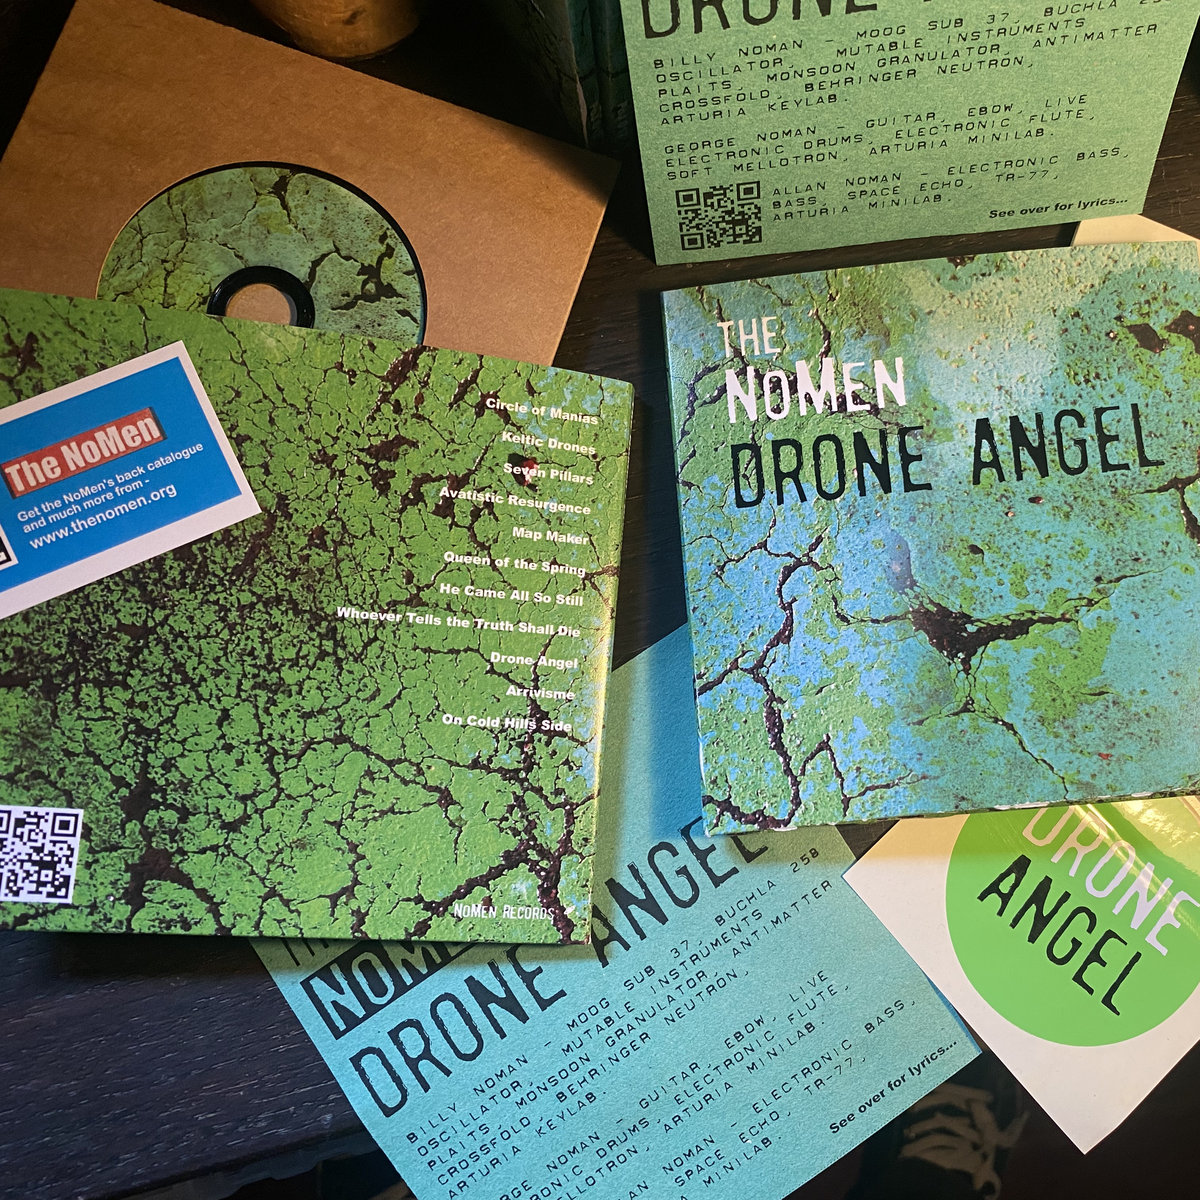 DRONE
BILLY NOMAN – MOOG SUB 37, BUCHLA 258
OSCILLATOR, MUTABLE INSTRUMENTS
PLAITS, MONSOON GRANULATOR, ANTIMATTER
CROSSFOLD, BEHRINGER NEUTRON,
ARTURIA KEYLAB.
GEORGE NOMAN – GUITAR, EBOW, LIVE
ELECTRONIC DRUMS, ELECTRONIC FLUTE,
SOFT MELLOTRON, ARTURIA MINILAB.
ALLAN NOMAN – ELECTRONIC BASS,
BASS, SPACE ECHO, TR-77,
ARTURIA MINILAB.
See over for lyrics...
THE
NOMEN
DRONE ANGEL
The NoMen
Get the NoMen's back catalogue
and much more from -
www.thenomen.org
Circle of Manias
Keltic Drones
Seven Pillars
Avatistic Resurgence
Map Maker
Queen of the Spring
He Came All So Still
Whoever Tells the Truth Shall Die
Drone Angel
Arrivisme
On Cold Hills Side
NOMEN RECORDS
DRONE ANGEL
BILLY NOMAN – MOOG SUB 37, BUCHLA 258
OSCILLATOR, MUTABLE INSTRUMENTS
PLAITS, MONSOON GRANULATOR, ANTIMATTER
CROSSFOLD, BEHRINGER NEUTRON,
ARTURIA KEYLAB.
NOMAN – GUITAR, EBOW, LIVE
DRUMS, ELECTRONIC FLUTE,
ARTURIA MINILAB.
NOMAN – ELECTRONIC BASS,
SPACE ECHO, TR-77,
MINILAB.
See over for lyrics...
DRONE
ANGEL